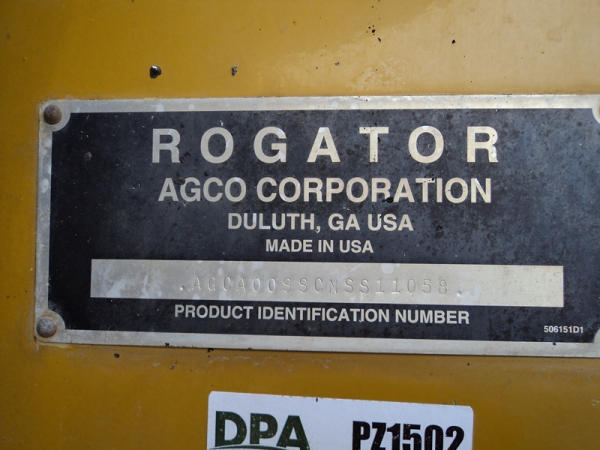 ROGATOR
AGCO CORPORATION
DULUTH, GA USA
MADE IN USA
.AGCA00SSCNSS11058.
PRODUCT IDENTIFICATION NUMBER
506151D1
DPA PZ1502